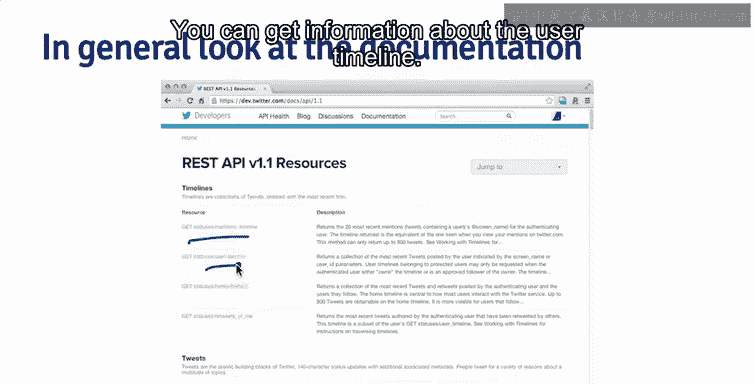 You can get information about the user
timeline.
In general look at the documentation
REST API v1.1 Resources
https://dev.twitter.com/docs/api/1.1
Developers
API Health
Blog
Discussions
Documentation
Search
Home
REST API v1.1 Resources
Jump to
Timelines
Timelines are collections of Tweets, ordered with the most recent first.
Resource
Description
GET statuses/mentions_timeline
Returns the 20 most recent mentions (tweets containing a users's @screen_name) for the authenticating
user. The timeline returned is the equivalent of the one seen when you view your mentions on twitter.com.
This method can only return up to 800 tweets. See Working with Timelines for...
GET statuses/user_timeline
Returns a collection of the most recent Tweets posted by the user indicated by the screen_name or
user_id parameters. User timelines belonging to protected users may only be requested when the
authenticated user either "owns" the timeline or is an approved follower of the owner. The timeline...
GET statuses/home_timeline
Returns a collection of the most recent Tweets and retweets posted by the authenticating user and the
users they follow. The home timeline is central to how most users interact with the Twitter service. Up to
800 Tweets are obtainable on the home timeline. It is more volatile for users that follow...
GET statuses/retweets_of_me
Returns the most recent tweets authored by the authenticating user that have been retweeted by others.
This timeline is a subset of the user's GET statuses/user_timeline. See Working with Timelines for
instructions on traversing timelines.
Tweets
Tweets are the atomic building blocks of Twitter, 140-character status updates with additional associated metadata. People tweet for a variety of reasons about a
multitude of topics.